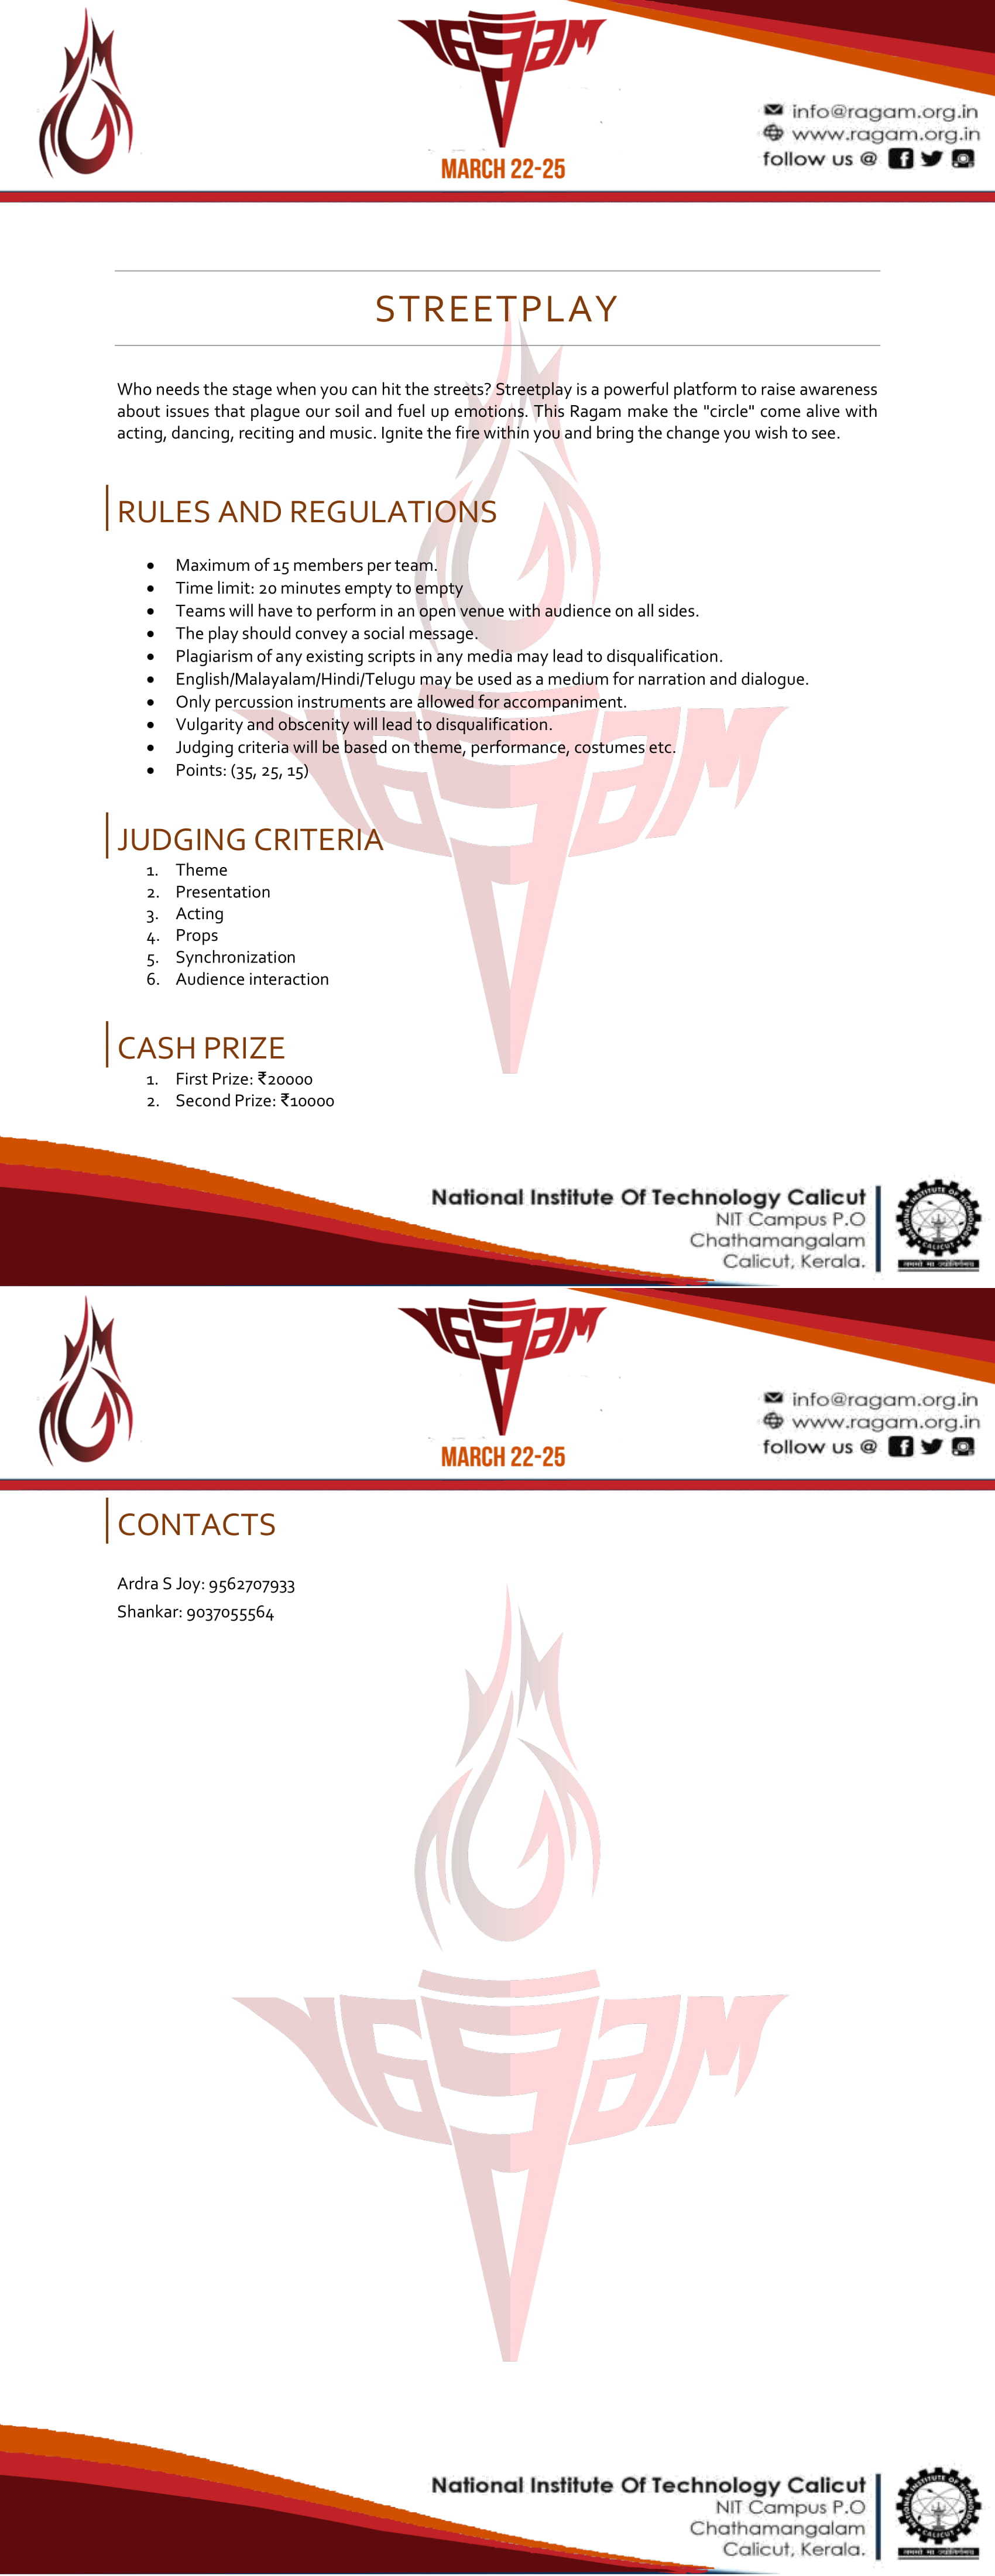 ragam
MARCH 22-25
info@ragam.org.in
www.ragam.org.in
follow us @
STREETPLAY
Who needs the stage when you can hit the streets? Streetplay is a powerful platform to raise awareness
about issues that plague our soil and fuel up emotions. This Ragam make the "circle" come alive with
acting, dancing, reciting and music. Ignite the fire within you and bring the change you wish to see.
RULES AND REGULATIONS
• Maximum of 15 members per team.
• Time limit: 20 minutes empty to empty
• Teams will have to perform in an open venue with audience on all sides.
• The play should convey a social message.
• Plagiarism of any existing scripts in any media may lead to disqualification.
• English/Malayalam/Hindi/Telugu may be used as a medium for narration and dialogue.
• Only percussion instruments are allowed for accompaniment.
• Vulgarity and obscenity will lead to disqualification.
• Judging criteria will be based on theme, performance, costumes etc.
• Points: (35, 25, 15)
JUDGING CRITERIA
1. Theme
2. Presentation
3. Acting
4. Props
5. Synchronization
6. Audience interaction
CASH PRIZE
1. First Prize: ₹20000
2. Second Prize: ₹10000
National Institute Of Technology Calicut
NIT Campus P.O
Chathamangalam
Calicut, Kerala.
ragam
MARCH 22-25
info@ragam.org.in
www.ragam.org.in
follow us @
CONTACTS
Ardra S Joy: 9562707933
Shankar: 9037055564
ragam
National Institute Of Technology Calicut
NIT Campus P.O
Chathamangalam
Calicut, Kerala.